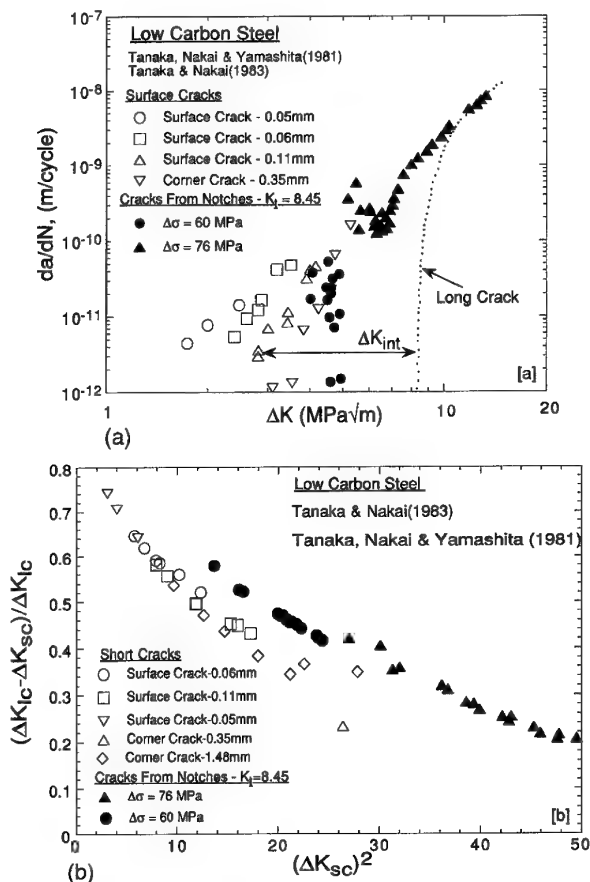 Low Carbon Steel
Tanaka, Nakai & Yamashita(1981)
Tanaka & Nakai(1983)
Surface Cracks
○ Surface Crack - 0.05mm
□ Surface Crack - 0.06mm
△ Surface Crack - 0.11mm
▽ Corner Crack - 0.35mm
Cracks From Notches - Kt = 8.45
● Δσ = 60 MPa
▲ Δσ = 76 MPa
Long Crack
ΔKint
[a]
da/dN, (m/cycle)
10-7
10-8
10-9
10-10
10-11
10-12
1
10
20
ΔK (MPa√m)
(a)
Low Carbon Steel
Tanaka & Nakai(1983)
Tanaka, Nakai & Yamashita (1981)
Short Cracks
○ Surface Crack-0.06mm
□ Surface Crack-0.11mm
▽ Surface Crack-0.05mm
△ Corner Crack-0.35mm
◇ Corner Crack-1.48mm
Cracks From Notches - Kt=8.45
▲ Δσ = 76 MPa
● Δσ = 60 MPa
[b]
(ΔKlc-ΔKsc)/ΔKlc
0.8
0.7
0.6
0.5
0.4
0.3
0.2
0.1
0
0
10
20
30
40
50
(ΔKsc)2
(b)